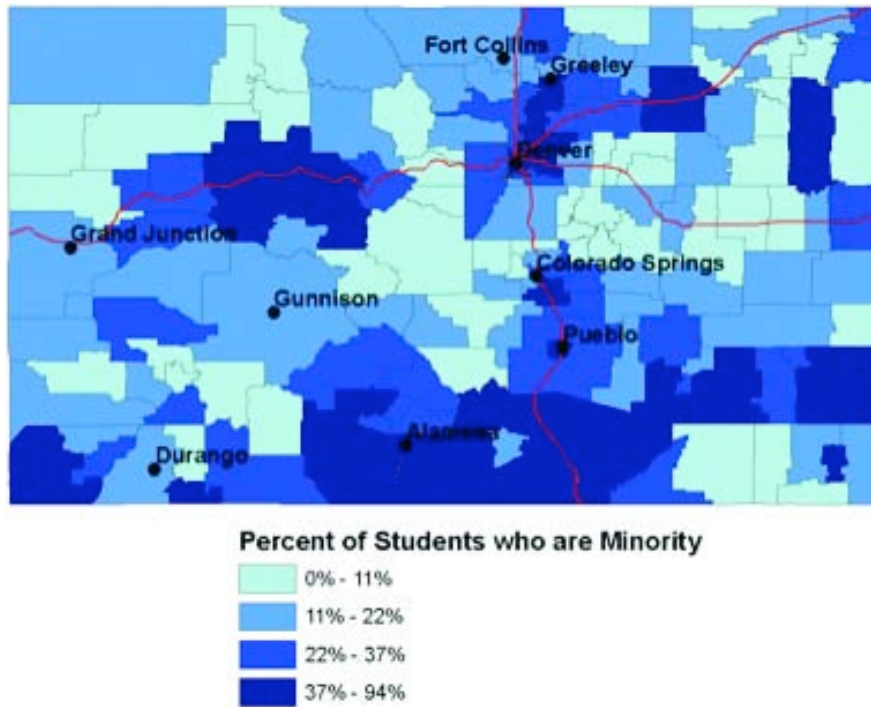 Fort Collins
Greeley
Denver
Grand Junction
Colorado Springs
Gunnison
Pueblo
Alamosa
Durango
Percent of Students who are Minority
0% - 11%
11% - 22%
22% - 37%
37% - 94%